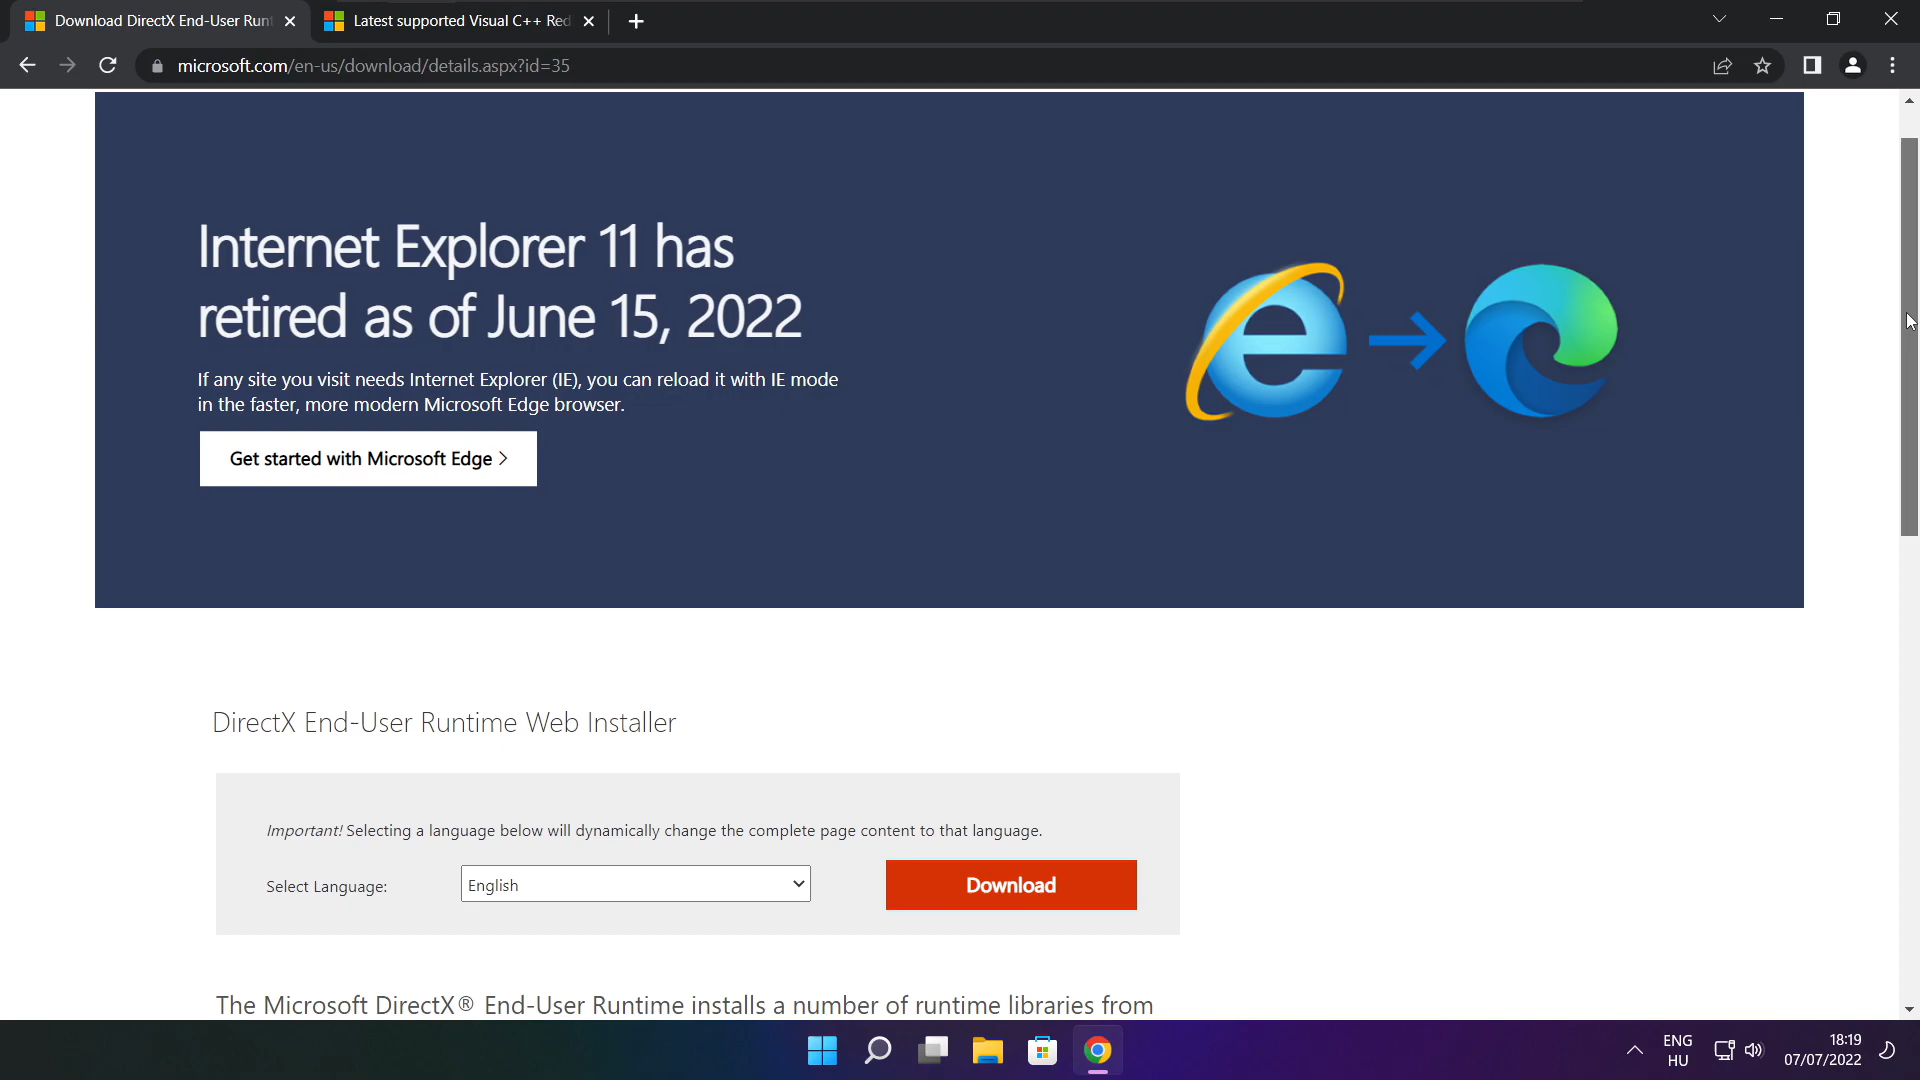 Download DirectX End-User Runt
Latest supported Visual C++ Red
microsoft.com/en-us/download/details.aspx?id=35
Internet Explorer 11 has
retired as of June 15, 2022
If any site you visit needs Internet Explorer (IE), you can reload it with IE mode
in the faster, more modern Microsoft Edge browser.
Get started with Microsoft Edge >
DirectX End-User Runtime Web Installer
Important! Selecting a language below will dynamically change the complete page content to that language.
Select Language:
English
Download
The Microsoft DirectX® End-User Runtime installs a number of runtime libraries from
ENG
HU
18:19
07/07/2022